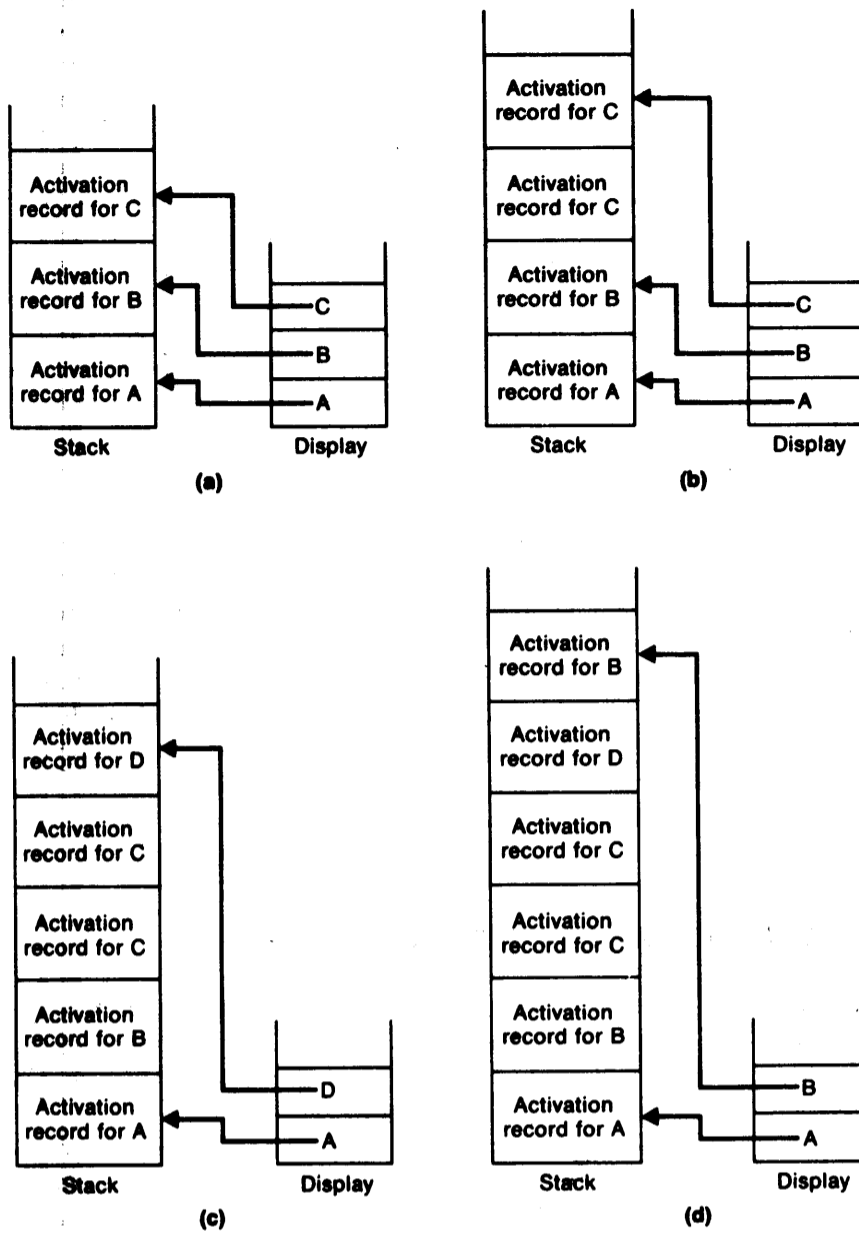 Activation
record for C
Activation
record for B
Activation
record for A
C
B
A
Stack
Display
(a)
Activation
record for C
Activation
record for C
Activation
record for B
Activation
record for A
C
B
A
Stack
Display
(b)
Activation
record for D
Activation
record for C
Activation
record for C
Activation
record for B
Activation
record for A
D
A
Stack
Display
(c)
Activation
record for B
Activation
record for D
Activation
record for C
Activation
record for C
Activation
record for B
Activation
record for A
B
A
Stack
Display
(d)